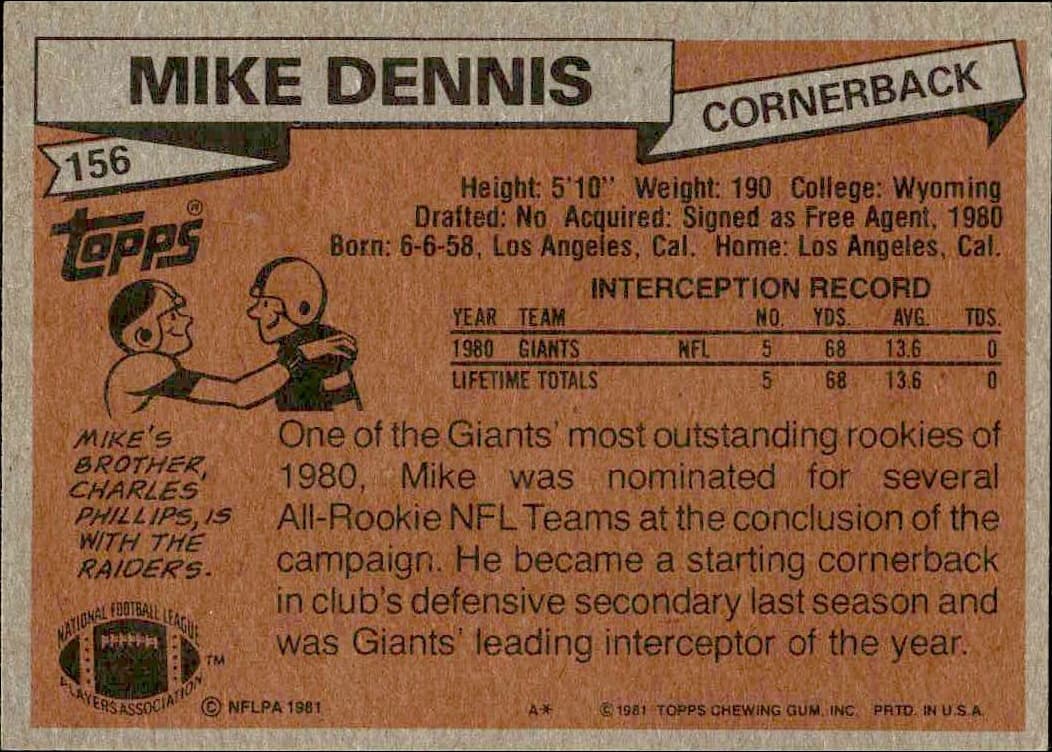 MIKE DENNIS
CORNERBACK
156
Topps®
Height: 5'10" Weight: 190 College: Wyoming
Drafted: No Acquired: Signed as Free Agent, 1980
Born: 6-6-58, Los Angeles, Cal. Home: Los Angeles, Cal.
INTERCEPTION RECORD
YEAR TEAM NO. YDS. AVG. TDS.
1980 GIANTS NFL 5 68 13.6 0
LIFETIME TOTALS 5 68 13.6 0
MIKE'S
BROTHER,
CHARLES
PHILLIPS, IS
WITH THE
RAIDERS.
One of the Giants' most outstanding rookies of
1980, Mike was nominated for several
All-Rookie NFL Teams at the conclusion of the
campaign. He became a starting cornerback
in club's defensive secondary last season and
was Giants' leading interceptor of the year.
NATIONAL FOOTBALL LEAGUE
PLAYERS ASSOCIATION
TM
© NFLPA 1981
A*
© 1981 TOPPS CHEWING GUM, INC. PRTD. IN U.S.A.